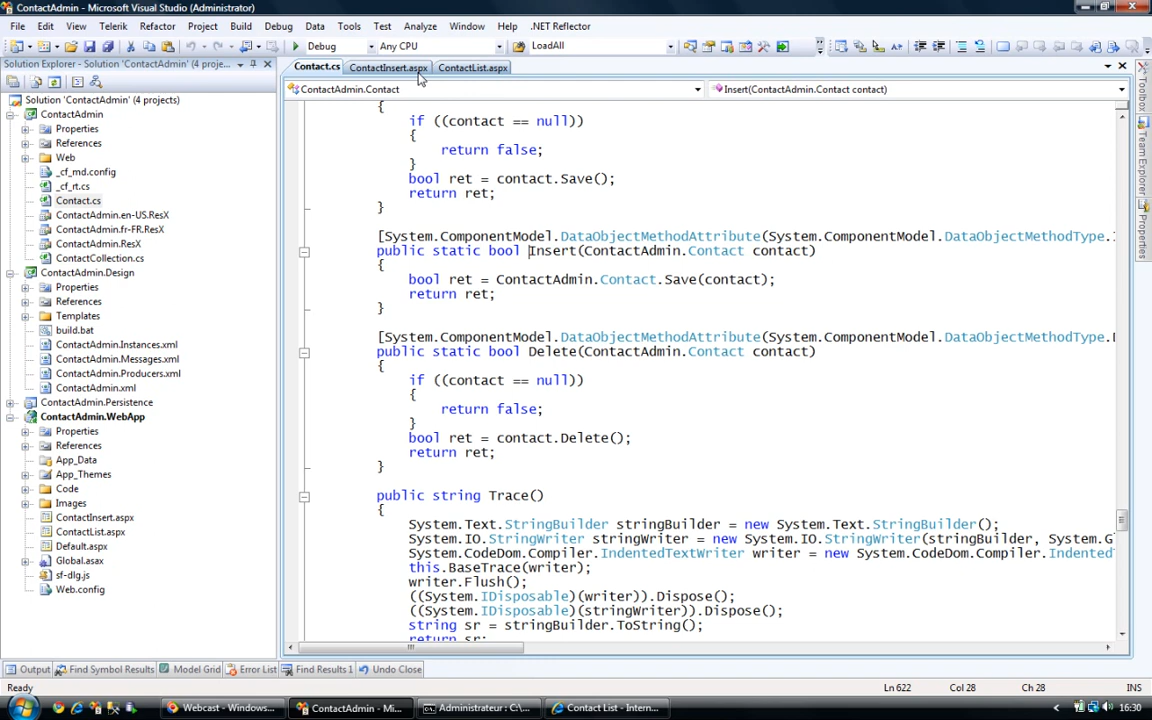 ContactAdmin - Microsoft Visual Studio (Administrator)
File Edit View Telerik Refactor Project Build Debug Data Tools Test Analyze Window Help .NET Reflector
Debug Any CPU LoadAll
Solution Explorer - Solution 'ContactAdmin' (4 proj...
Contact.cs ContactInsert.aspx ContactList.aspx
ContactAdmin.Contact Insert(ContactAdmin.Contact contact)
Solution 'ContactAdmin' (4 projects)
ContactAdmin
Properties
References
Web
_cf_md.config
_cf_rt.cs
Contact.cs
ContactAdmin.en-US.ResX
ContactAdmin.fr-FR.ResX
ContactAdmin.ResX
ContactCollection.cs
ContactAdmin.Design
Properties
References
Templates
build.bat
ContactAdmin.Instances.xml
ContactAdmin.Messages.xml
ContactAdmin.Producers.xml
ContactAdmin.xml
ContactAdmin.Persistence
ContactAdmin.WebApp
Properties
References
App_Data
App_Themes
Code
Images
ContactInsert.aspx
ContactList.aspx
Default.aspx
Global.asax
sf-dlg.js
Web.config
{
if ((contact == null))
{
return false;
}
bool ret = contact.Save();
return ret;
}
[System.ComponentModel.DataObjectMethodAttribute(System.ComponentModel.DataObjectMethodType.
public static bool Insert(ContactAdmin.Contact contact)
{
bool ret = ContactAdmin.Contact.Save(contact);
return ret;
}
[System.ComponentModel.DataObjectMethodAttribute(System.ComponentModel.DataObjectMethodType.
public static bool Delete(ContactAdmin.Contact contact)
{
if ((contact == null))
{
return false;
}
bool ret = contact.Delete();
return ret;
}
public string Trace()
{
System.Text.StringBuilder stringBuilder = new System.Text.StringBuilder();
System.IO.StringWriter stringWriter = new System.IO.StringWriter(stringBuilder, System.G
System.CodeDom.Compiler.IndentedTextWriter writer = new System.CodeDom.Compiler.Indented
this.BaseTrace(writer);
writer.Flush();
((System.IDisposable)(writer)).Dispose();
((System.IDisposable)(stringWriter)).Dispose();
string sr = stringBuilder.ToString();
return sr;
Toolbox
Team Explorer
Properties
Output Find Symbol Results Model Grid Error List Find Results 1 Undo Close
Ready Ln 622 Col 28 Ch 28 INS
Webcast - Windows... ContactAdmin - Mi... Administrateur : C:\... Contact List - Intern... 16:30